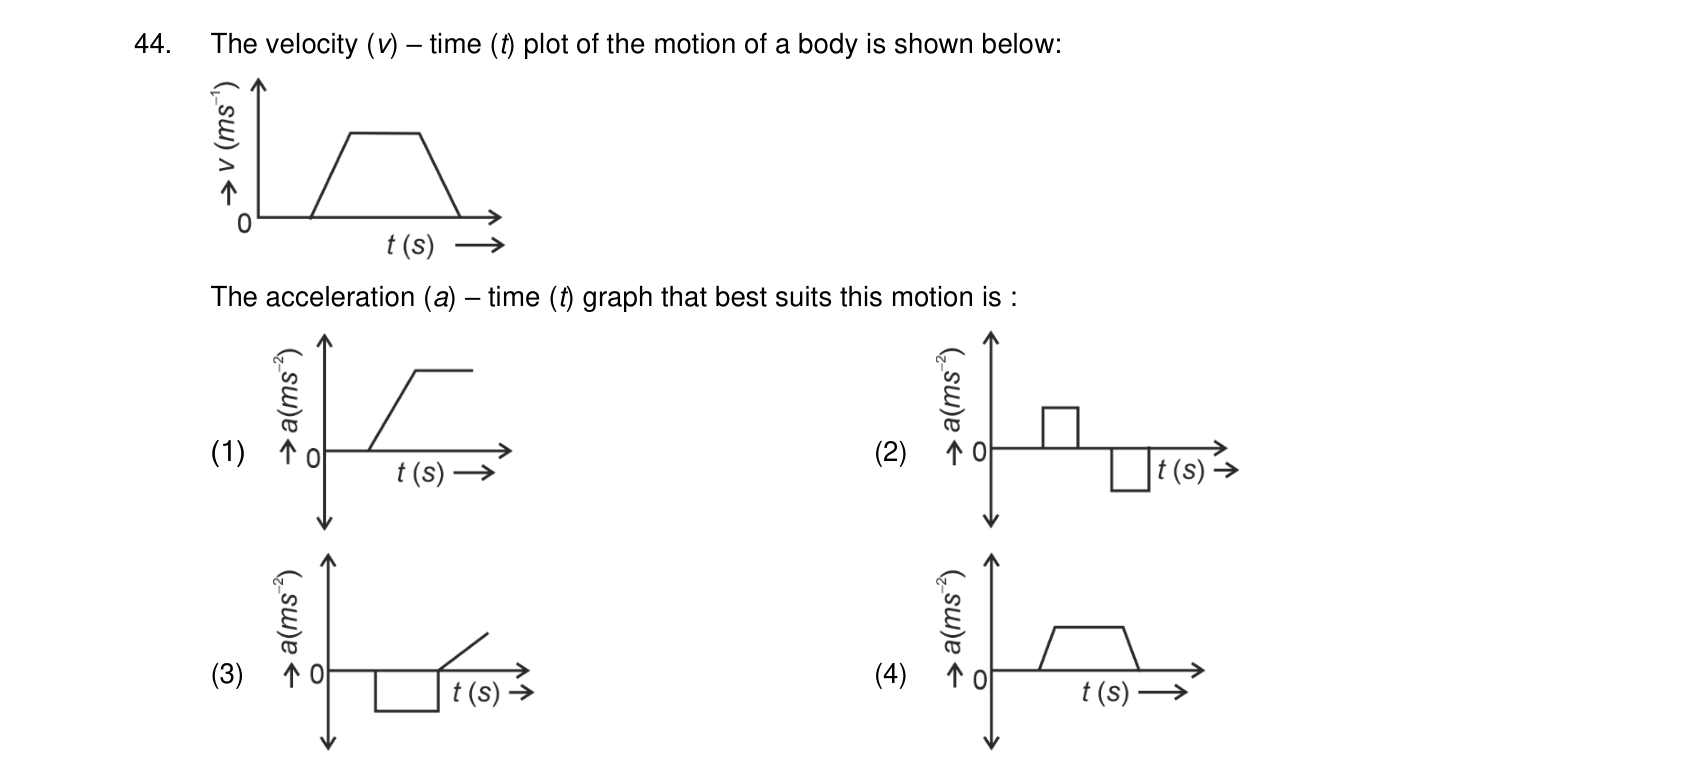 44. The velocity (v) – time (t) plot of the motion of a body is shown below:
→ v (ms⁻¹)
0
t (s) →
The acceleration (a) – time (t) graph that best suits this motion is :
(1) → a(ms⁻²)
0
t (s) →
(2) → a(ms⁻²)
0
t (s) →
(3) → a(ms⁻²)
0
t (s) →
(4) → a(ms⁻²)
0
t (s) →